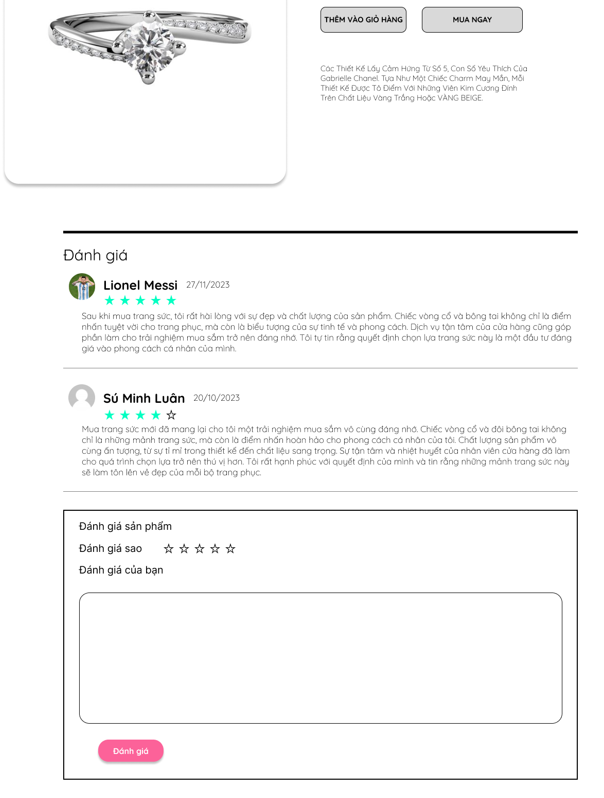 THÊM VÀO GIỎ HÀNG
MUA NGAY
Các Thiết Kế Lấy Cảm Hứng Từ Số 5, Con Số Yêu Thích Của
Gabrielle Chanel. Tựa Như Một Chiếc Charm May Mắn, Mỗi
Thiết Kế Được Tô Điểm Với Những Viên Kim Cương Đính
Trên Chất Liệu Vàng Trắng Hoặc VÀNG BEIGE.
Đánh giá
Lionel Messi 27/11/2023
Sau khi mua trang sức, tôi rất hài lòng với sự đẹp và chất lượng của sản phẩm. Chiếc vòng cổ và bông tai không chỉ là điểm
nhấn tuyệt vời cho trang phục, mà còn là biểu tượng của sự tinh tế và phong cách. Dịch vụ tận tâm của cửa hàng cũng góp
phần làm cho trải nghiệm mua sắm trở nên đáng nhớ. Tôi tự tin rằng quyết định chọn lựa trang sức này là một đầu tư đáng
giá vào phong cách cá nhân của mình.
Sú Minh Luân 20/10/2023
Mua trang sức mới đã mang lại cho tôi một trải nghiệm mua sắm vô cùng đáng nhớ. Chiếc vòng cổ và đôi bông tai không
chỉ là những mảnh trang sức, mà còn là điểm nhấn hoàn hảo cho phong cách cá nhân của tôi. Chất lượng sản phẩm vô
cùng ấn tượng, từ sự tỉ mỉ trong thiết kế đến chất liệu sang trọng. Sự tận tâm và nhiệt huyết của nhân viên cửa hàng đã làm
cho quá trình chọn lựa trở nên thú vị hơn. Tôi rất hạnh phúc với quyết định của mình và tin rằng những mảnh trang sức này
sẽ làm tôn lên vẻ đẹp của mỗi bộ trang phục.
Đánh giá sản phẩm
Đánh giá sao
Đánh giá của bạn
Đánh giá